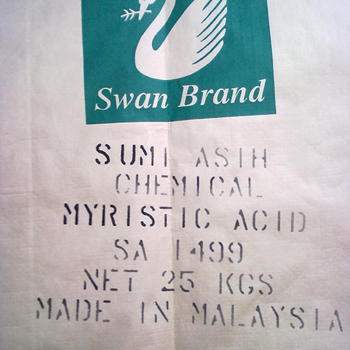 Swan Brand
SUMI ASIH
CHEMICAL
MYRISTIC ACID
SA 1499
NET 25 KGS
MADE IN MALAYSIA